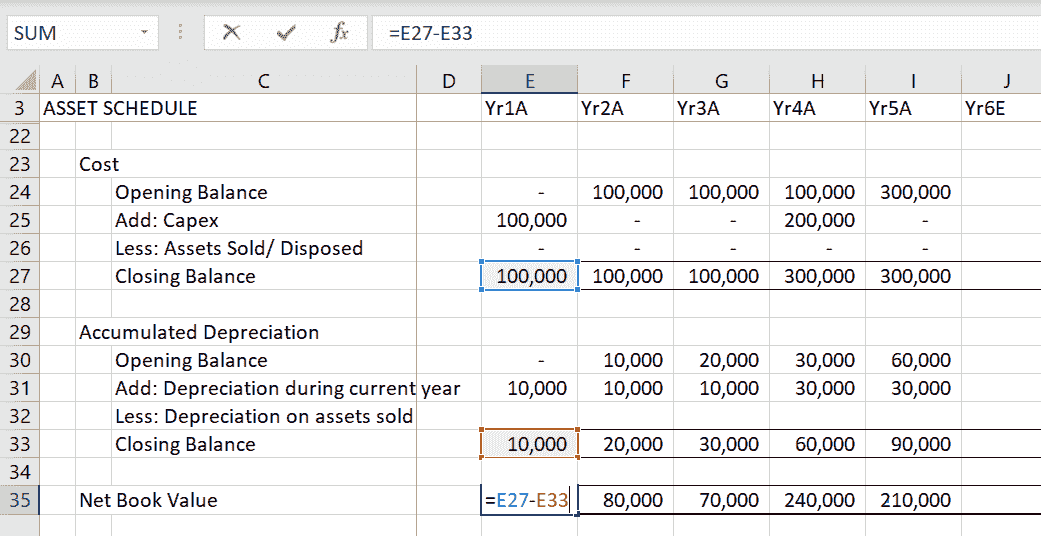 SUM fx =E27-E33
A B C D E F G H I J
3 ASSET SCHEDULE Yr1A Yr2A Yr3A Yr4A Yr5A Yr6E
22
23 Cost
24 Opening Balance - 100,000 100,000 100,000 300,000
25 Add: Capex 100,000 - - 200,000 -
26 Less: Assets Sold/ Disposed - - - - -
27 Closing Balance 100,000 100,000 100,000 300,000 300,000
28
29 Accumulated Depreciation
30 Opening Balance - 10,000 20,000 30,000 60,000
31 Add: Depreciation during current year 10,000 10,000 10,000 30,000 30,000
32 Less: Depreciation on assets sold
33 Closing Balance 10,000 20,000 30,000 60,000 90,000
34
35 Net Book Value =E27-E33 80,000 70,000 240,000 210,000